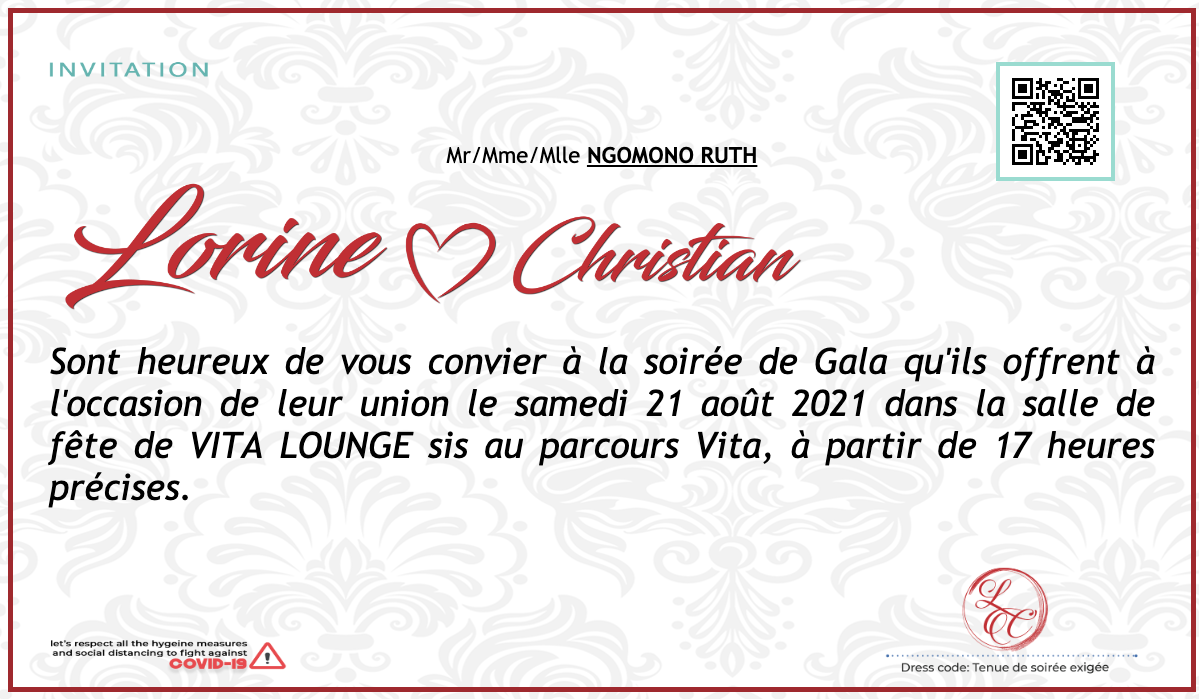 INVITATION
Mr/Mme/Mlle NGOMONO RUTH
Lorine Christian
Sont heureux de vous convier à la soirée de Gala qu'ils offrent à
l'occasion de leur union le samedi 21 août 2021 dans la salle de
fête de VITA LOUNGE sis au parcours Vita, à partir de 17 heures
précises.
let's respect all the hygeine measures
and social distancing to fight against
COVID-19
L C
Dress code: Tenue de soirée exigée